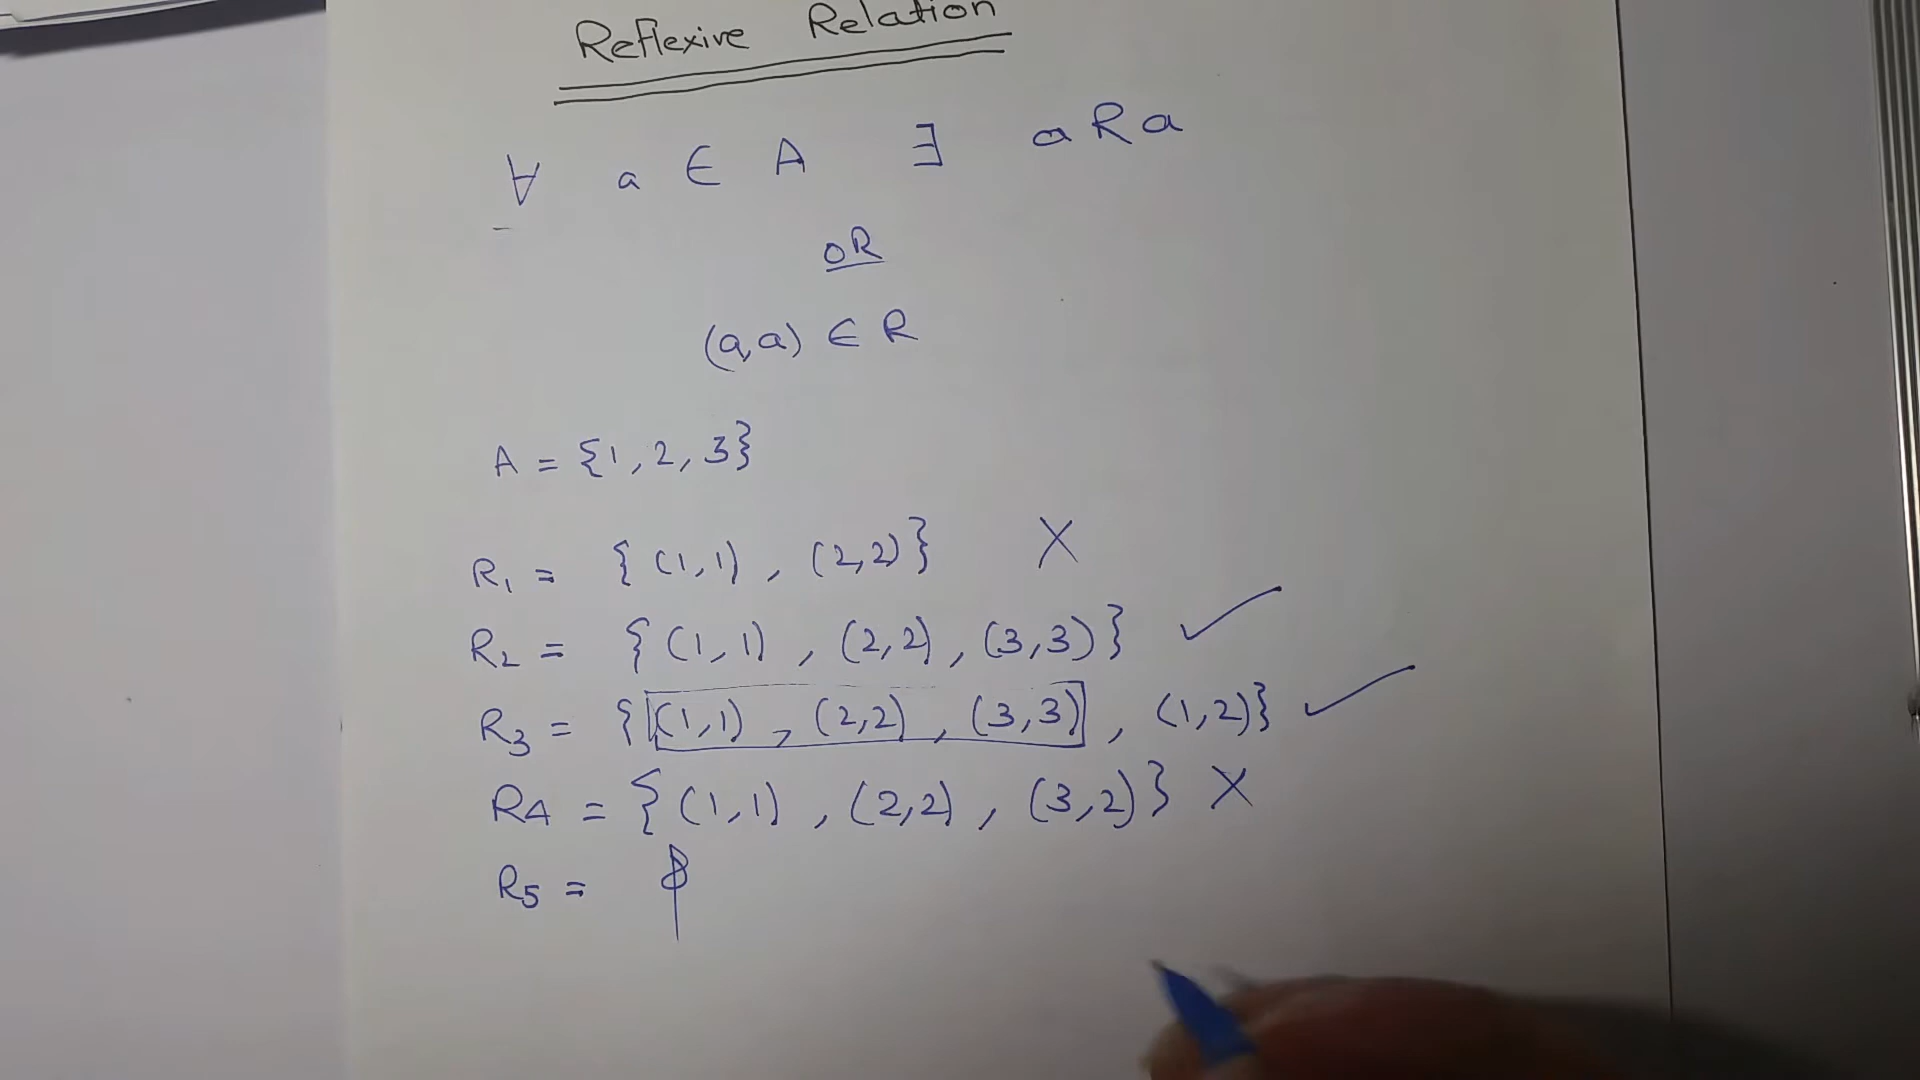 Reflexive Relation
∀ a ∈ A ∃ a R a
OR
(a,a) ∈ R
A = {1, 2, 3}
R₁ = { (1,1) , (2,2)} X
R₂ = { (1,1) , (2,2) , (3,3)} ✓
R₃ = {(1,1) , (2,2) , (3,3) , (1,2)} ✓
R4 = { (1,1) , (2,2) , (3,2)} X
R5 = ϕ